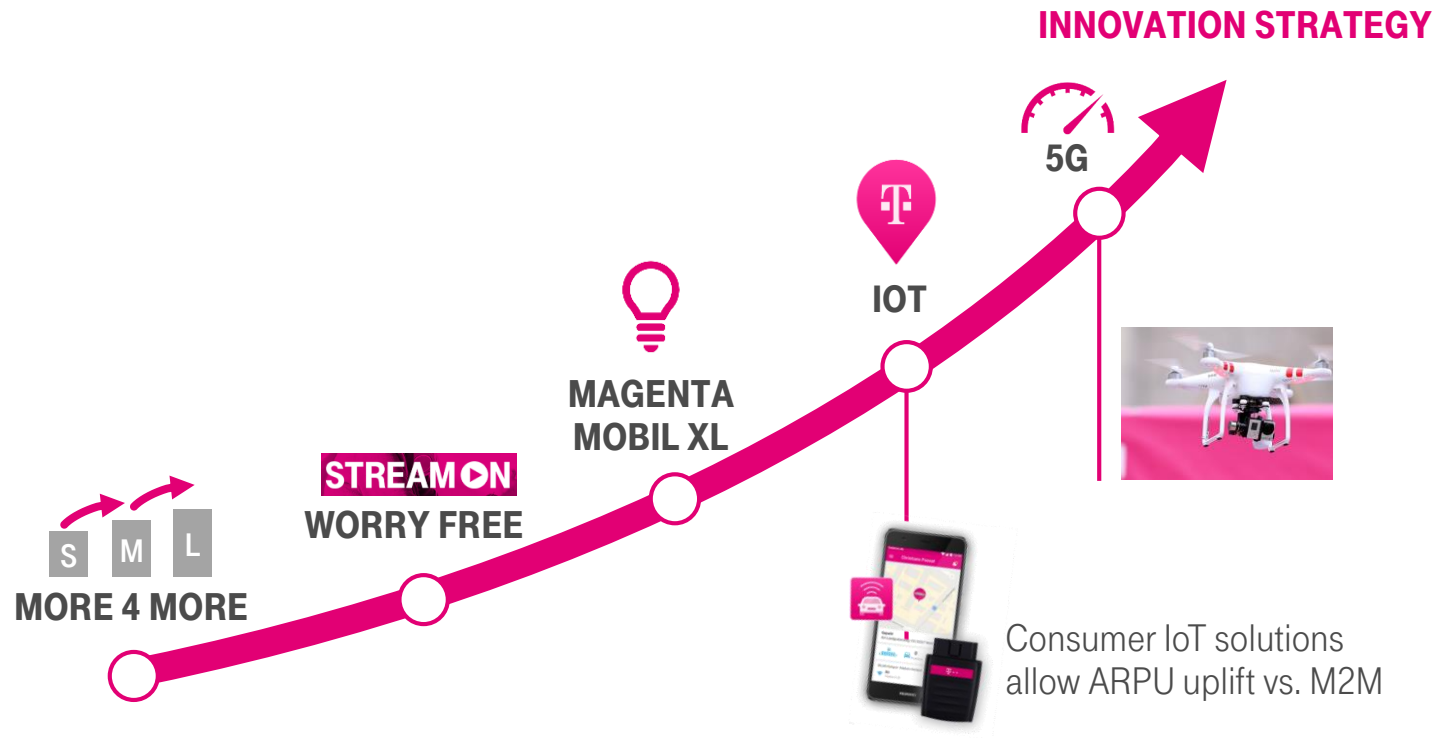 INNOVATION STRATEGY
5G
T
IOT
MAGENTA
MOBIL XL
STREAMON
WORRY FREE
S M L
MORE 4 MORE
Consumer IoT solutions
allow ARPU uplift vs. M2M